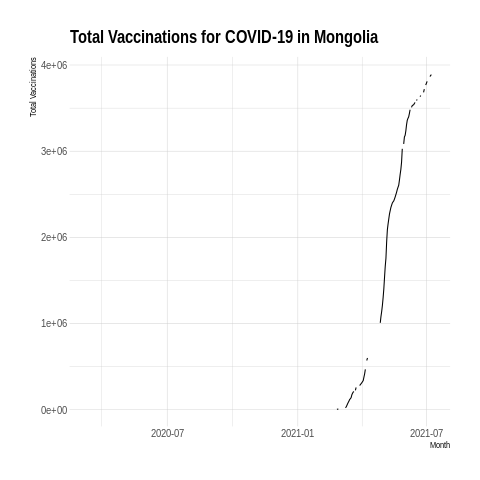 Total Vaccinations for COVID-19 in Mongolia
Total Vaccinations
4e+06
3e+06
2e+06
1e+06
0e+00
2020-07 2021-01 2021-07
Month